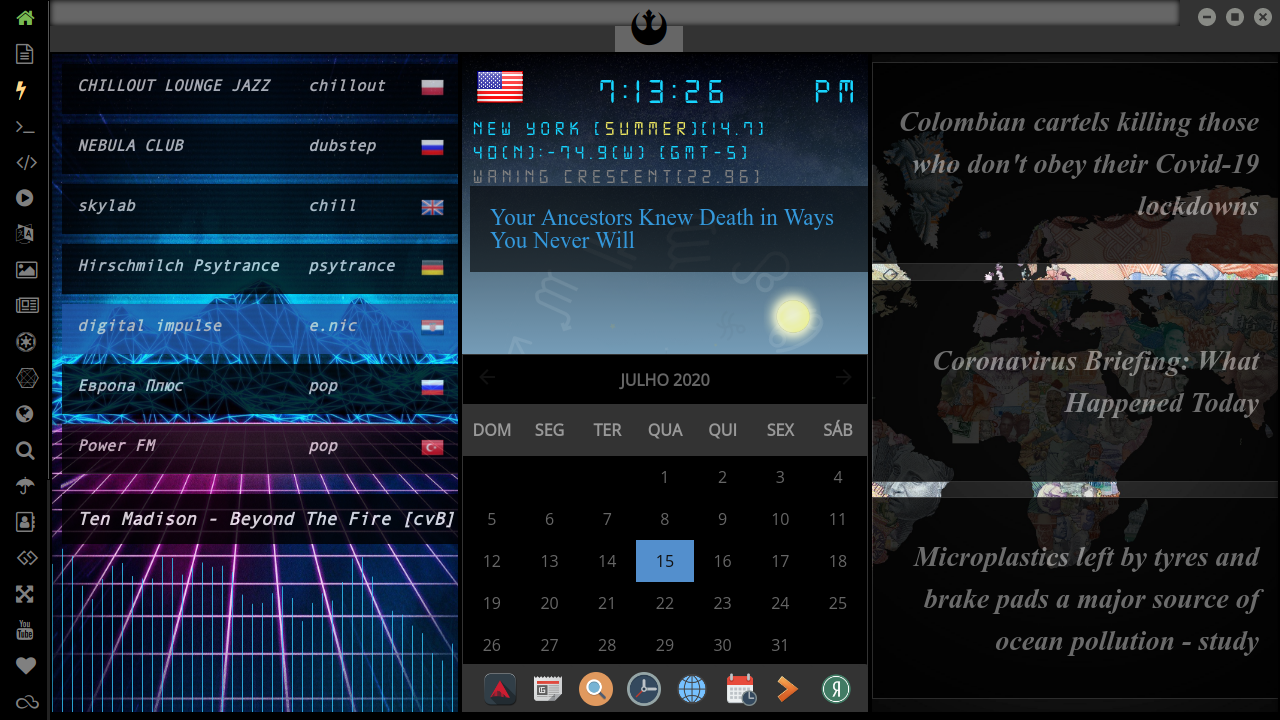 CHILLOUT LOUNGE JAZZ chillout
NEBULA CLUB dubstep
skylab chill
Hirschmilch Psytrance psytrance
digital impulse e.nic
Европа Плюс pop
Power FM pop
Ten Madison - Beyond The Fire [cvB]
7:13:26 PM
NEW YORK (SUMMER)(14.7)
40(N):-74.9(W) (GMT-5)
WANING CRESCENT(22.96)
Your Ancestors Knew Death in Ways
You Never Will
JULHO 2020
DOM SEG TER QUA QUI SEX SÁB
1 2 3 4
5 6 7 8 9 10 11
12 13 14 15 16 17 18
19 20 21 22 23 24 25
26 27 28 29 30 31
Colombian cartels killing those
who don't obey their Covid-19
lockdowns
Coronavirus Briefing: What
Happened Today
Microplastics left by tyres and
brake pads a major source of
ocean pollution - study
You
Tube
Я